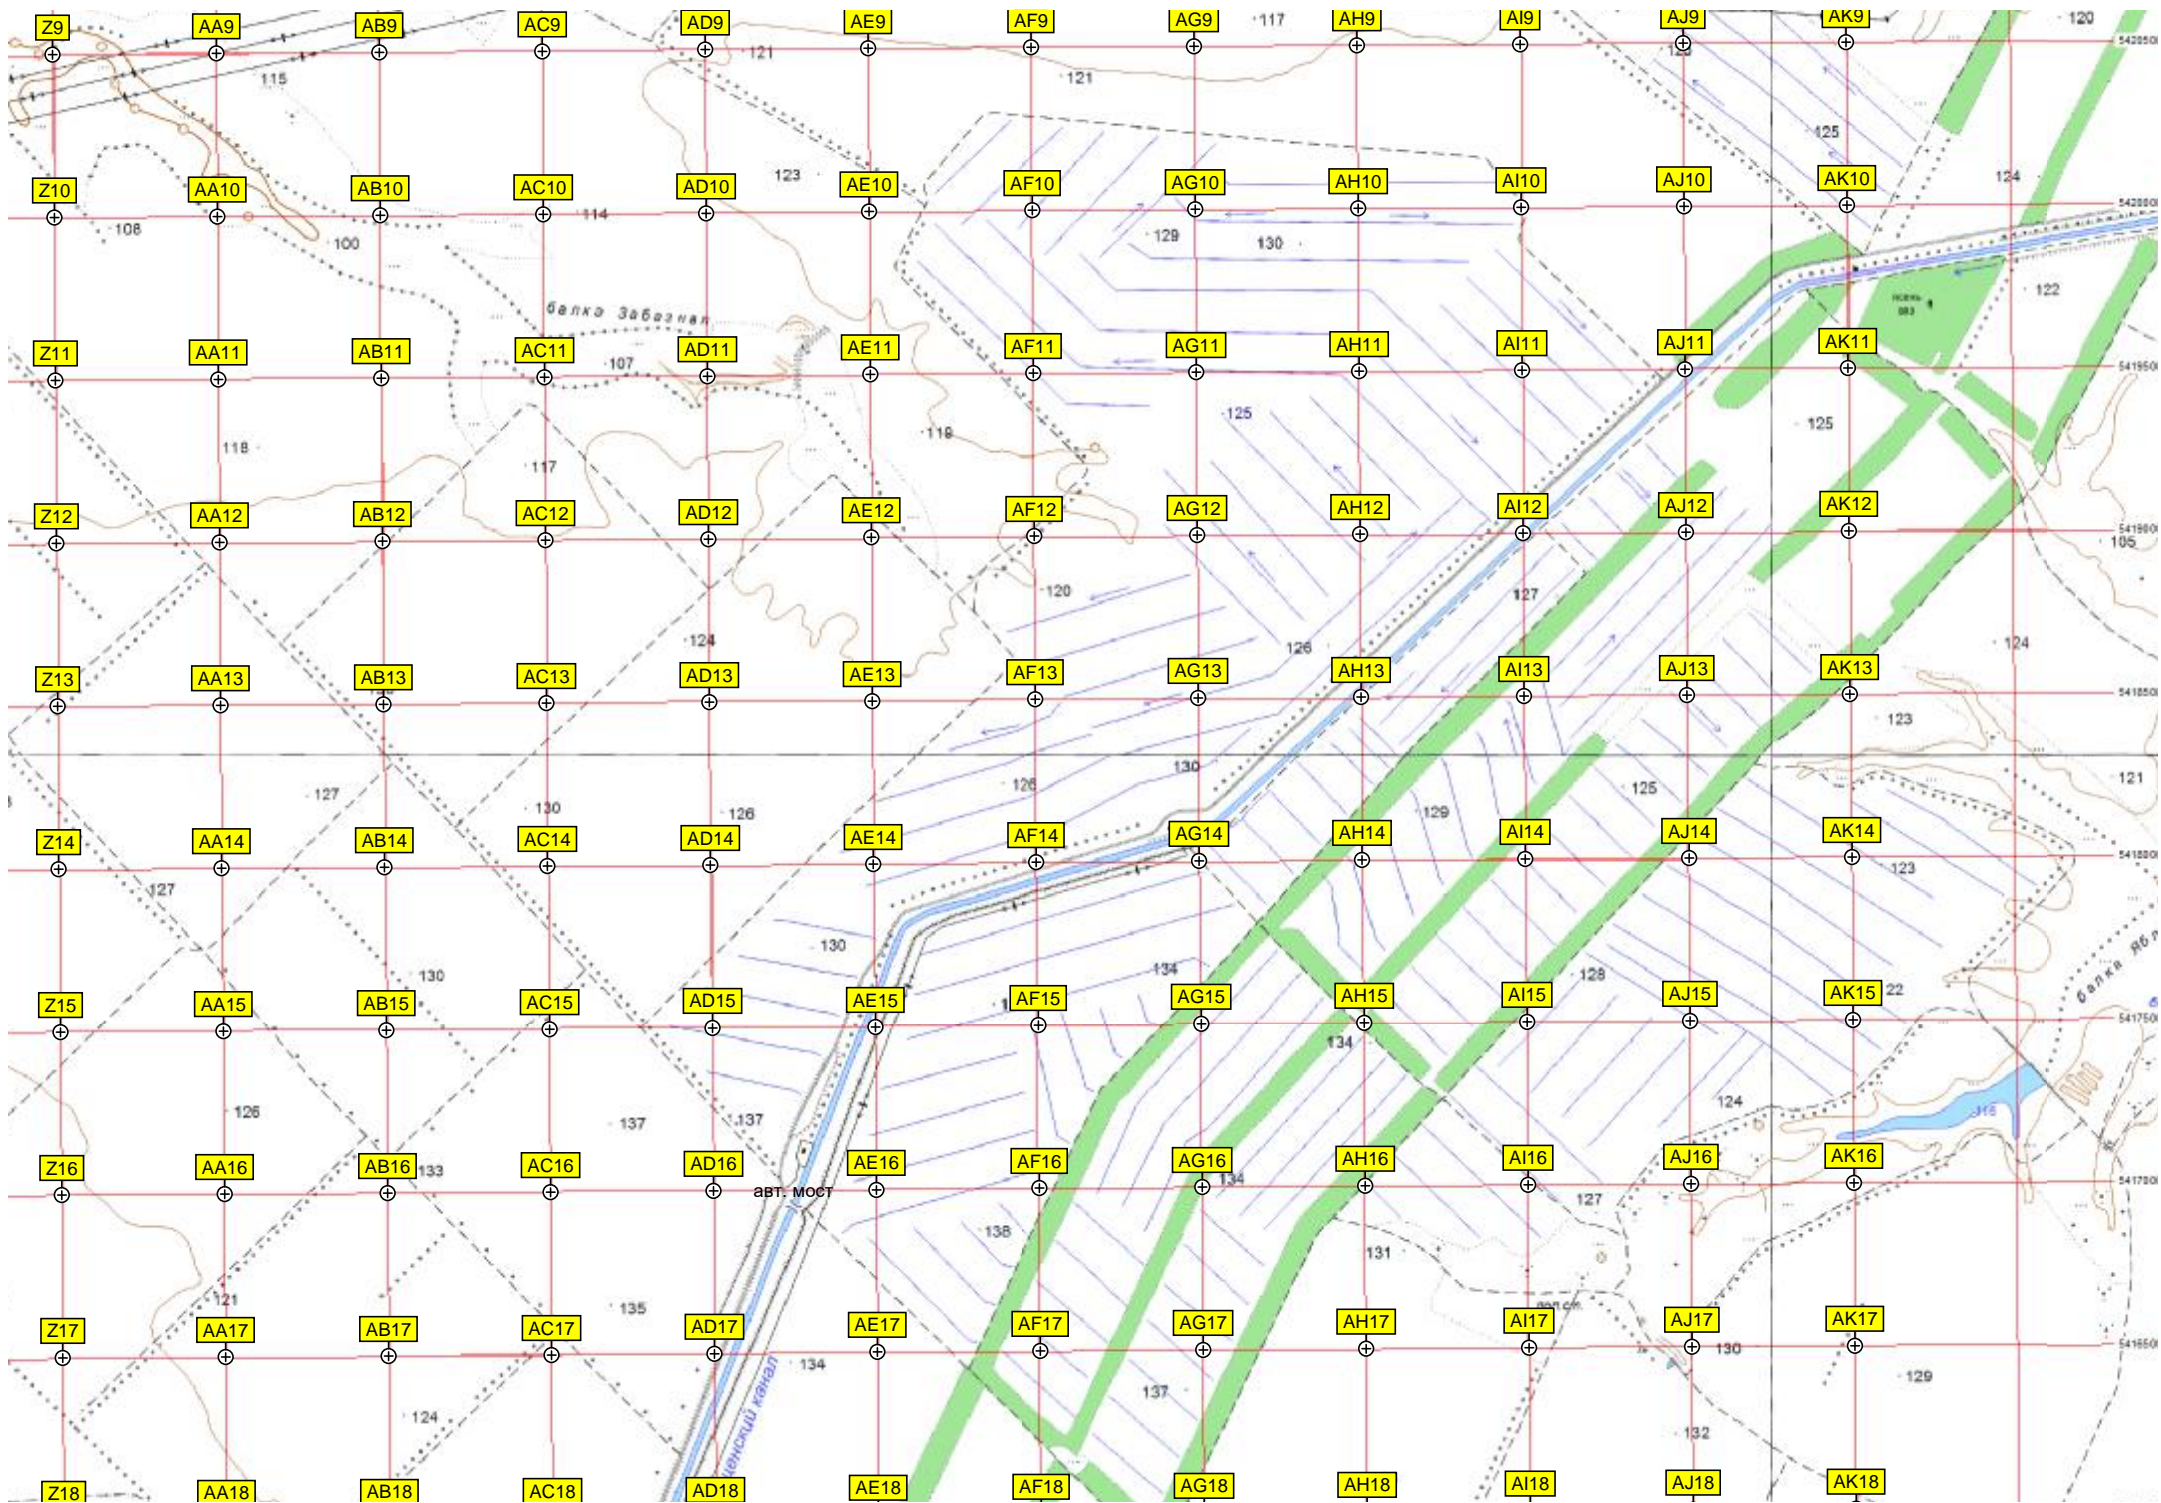 Z9 AA9 AB9 AC9 AD9 AE9 AF9 AG9 AH9 AI9 AJ9 AK9
117 120
115 121 121
125
123 124
Z10 AA10 AB10 AC10 AD10 AE10 AF10 AG10 AH10 AI10 AJ10 AK10
108 100 114 129 130
122
балка Забазная
Z11 AA11 AB11 AC11 AD11 AE11 AF11 AG11 AH11 AI11 AJ11 AK11
107
5419500
118 117 118 125 125
Z12 AA12 AB12 AC12 AD12 AE12 AF12 AG12 AH12 AI12 AJ12 AK12
105
120 127
124 126 124
Z13 AA13 AB13 AC13 AD13 AE13 AF13 AG13 AH13 AI13 AJ13 AK13
5418500
123
127 130 126 126 130 129 125 121
Z14 AA14 AB14 AC14 AD14 AE14 AF14 AG14 AH14 AI14 AJ14 AK14
127 123
130 130 134 128
Z15 AA15 AB15 AC15 AD15 AE15 AF15 AG15 AH15 AI15 AJ15 AK15
22
5417500
134
126 137 137 124 116
Z16 AA16 AB16 AC16 AD16 AE16 AF16 AG16 AH16 AI16 AJ16 AK16
133 134 127
авт. мост
138 131
121 135
Z17 AA17 AB17 AC17 AD17 AE17 AF17 AG17 AH17 AI17 AJ17 AK17
5416500
134 130
137 129
ценский канал
124 132
Z18 AA18 AB18 AC18 AD18 AE18 AF18 AG18 AH18 AI18 AJ18 AK18